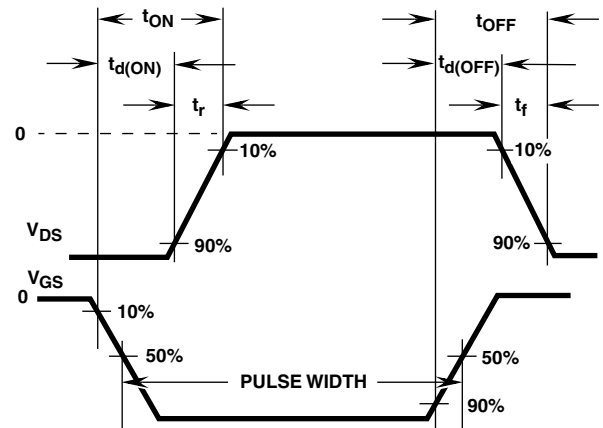 tON tOFF
td(ON) td(OFF)
tr tf
0
10% 10%
VDS
90% 90%
VGS
0
10%
50% 50%
PULSE WIDTH
90%